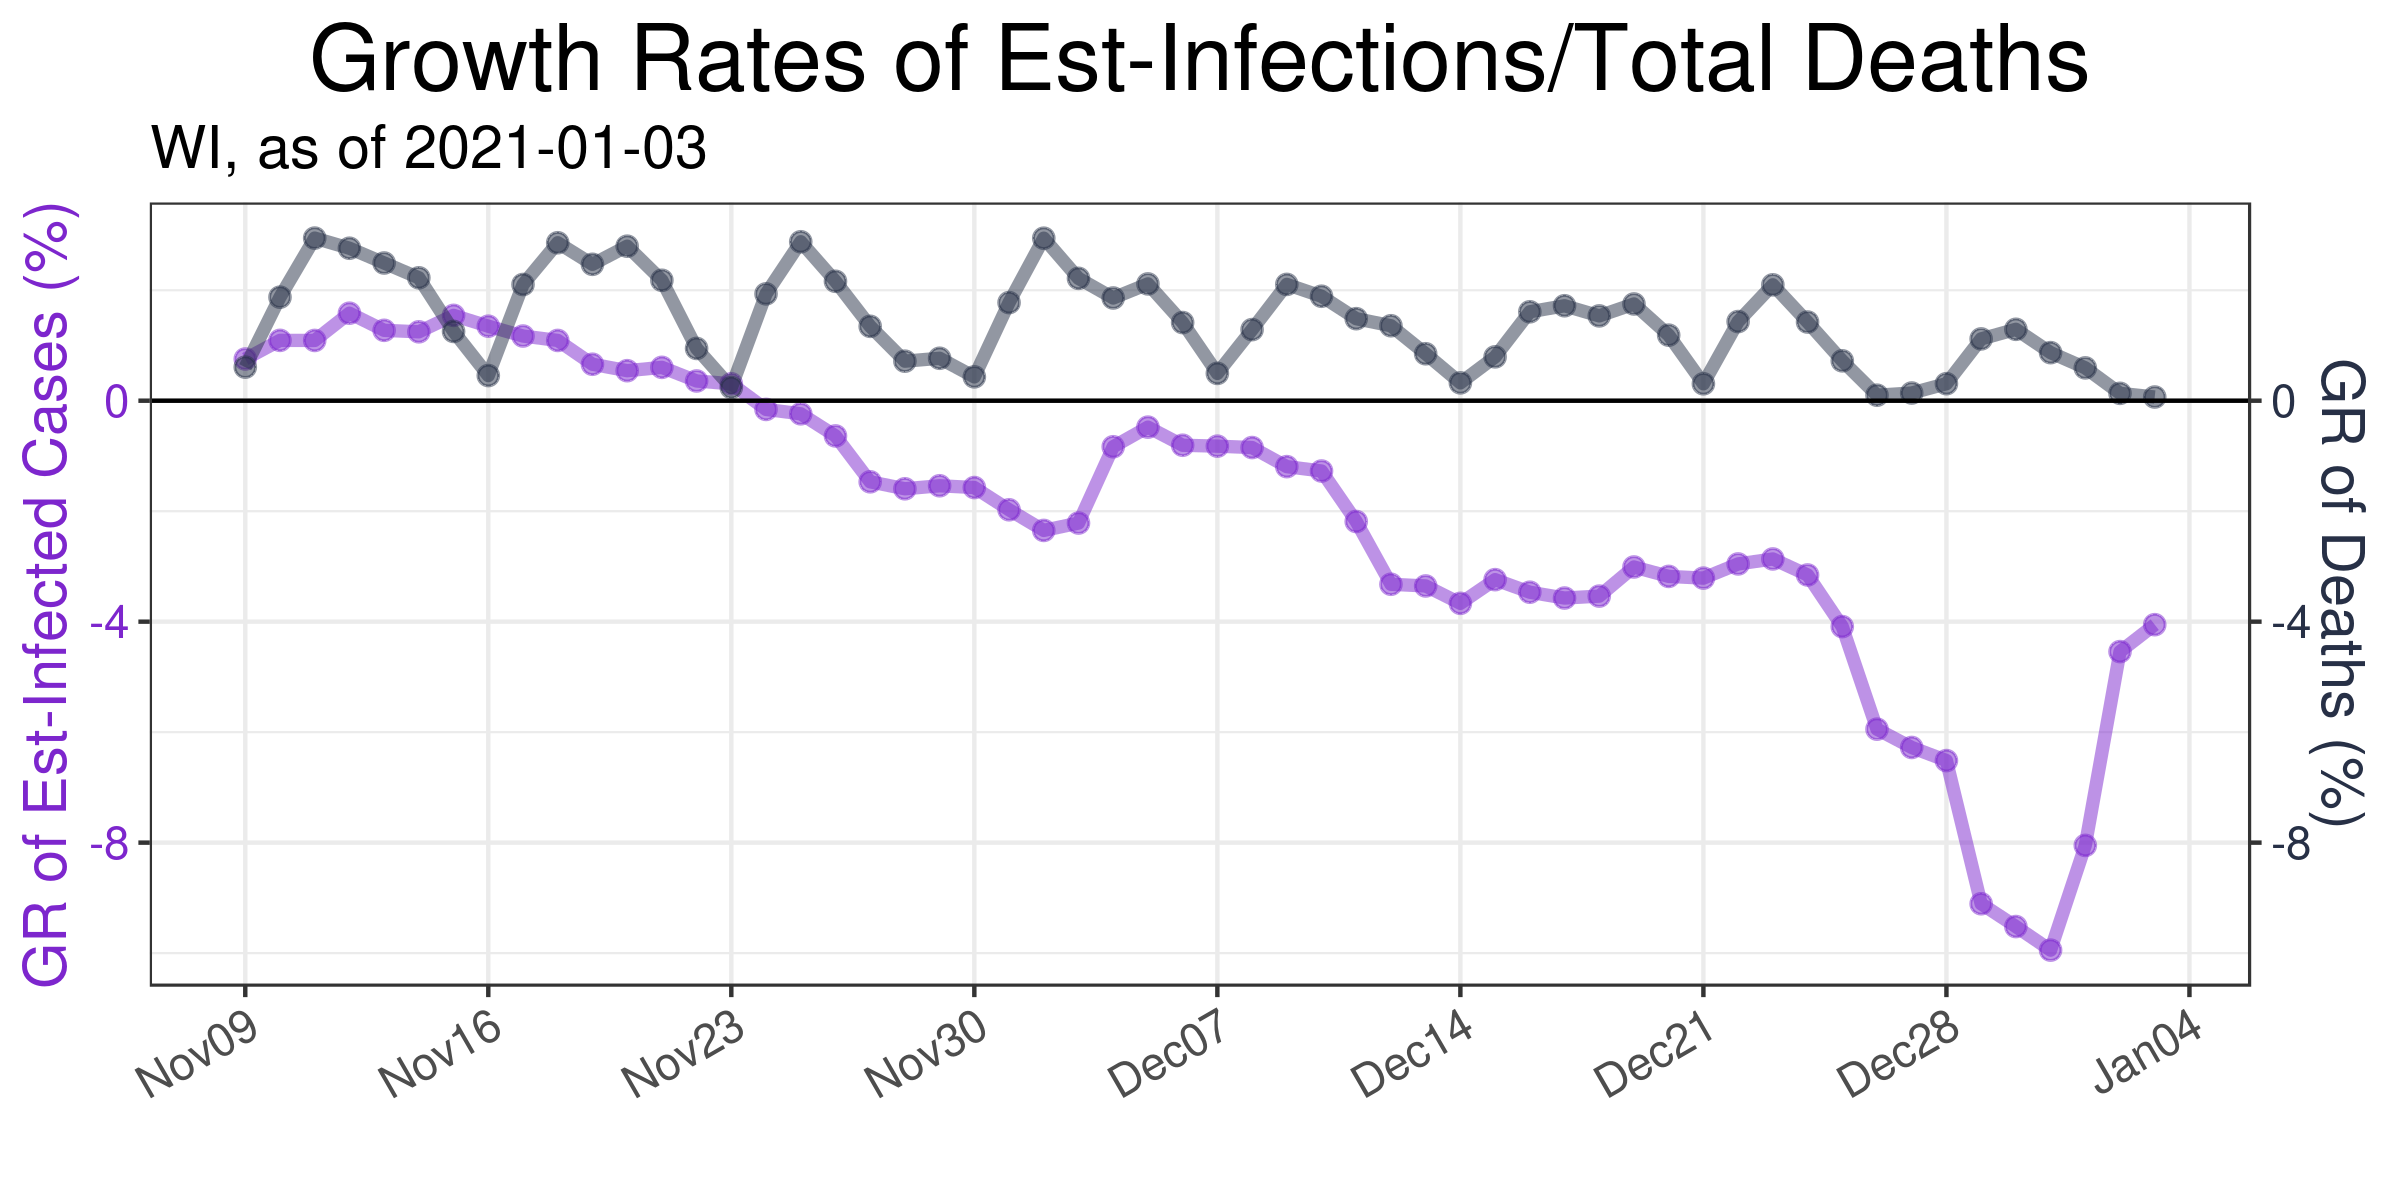 Growth Rates of Est-Infections/Total Deaths
WI, as of 2021-01-03
GR of Est-Infected Cases (%)
0
-4
-8
0
-4
-8
GR of Deaths (%)
Nov09
Nov16
Nov23
Nov30
Dec07
Dec14
Dec21
Dec28
Jan04